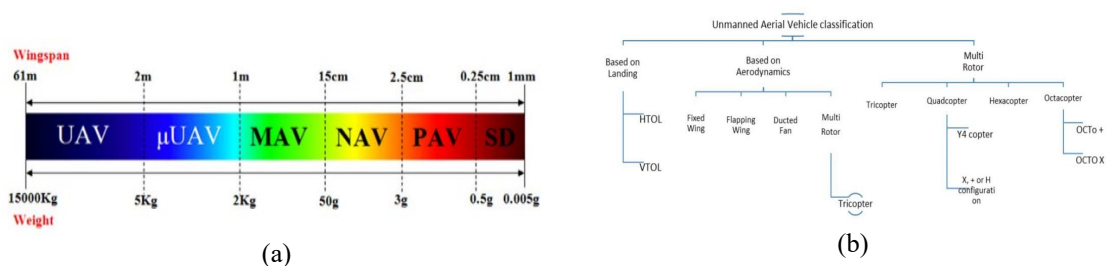 Wingspan
61m 2m 1m 15cm 2.5cm 0.25cm 1mm
UAV μUAV MAV NAV PAV SD
15000Kg 5Kg 2Kg 50g 3g 0.5g 0.005g
Weight
(a)
Unmanned Aerial Vehicle classification
Based on
Landing
HTOL
VTOL
Based on
Aerodynamics
Fixed
Wing
Flapping
Wing
Ducted
Fan
Multi
Rotor
Tricopter
Multi
Rotor
Tricopter
Quadcopter
Y4 copter
X, + or H
configurati
on
Hexacopter
Octacopter
OCTo +
OCTO X
(b)